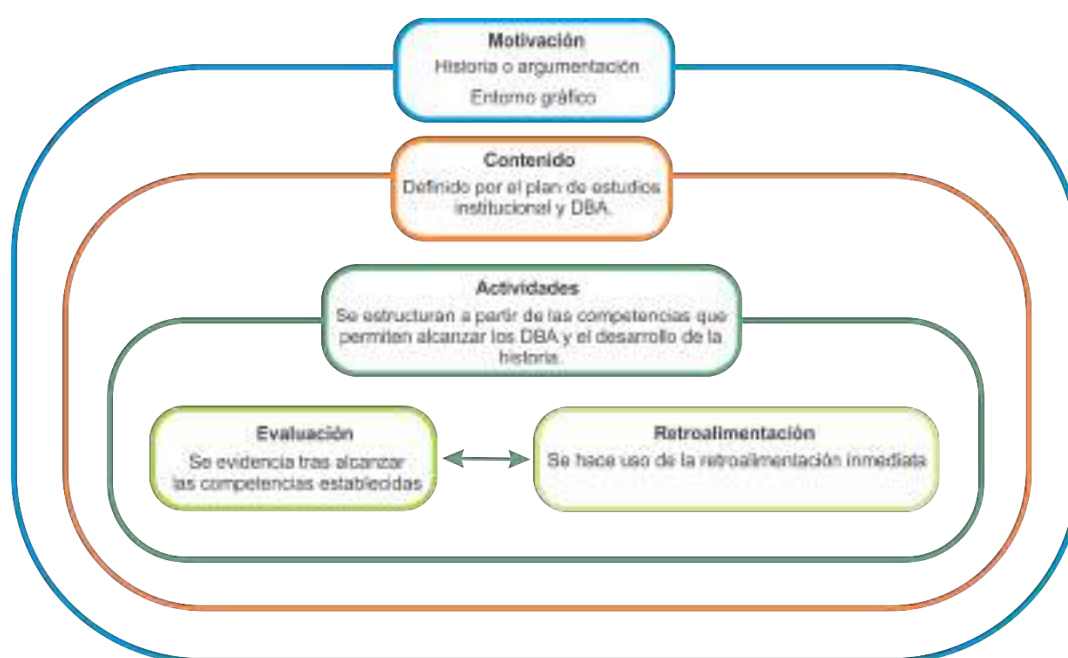 Motivación
Historia o argumentación
Entorno gráfico
Contenido
Definido por el plan de estudios
institucional y DBA.
Actividades
Se estructuran a partir de las competencias que
permiten alcanzar los DBA y el desarrollo de la
historia.
Evaluación
Se evidencia tras alcanzar
las competencias establecidas
Retroalimentación
Se hace uso de la retroalimentación inmediata